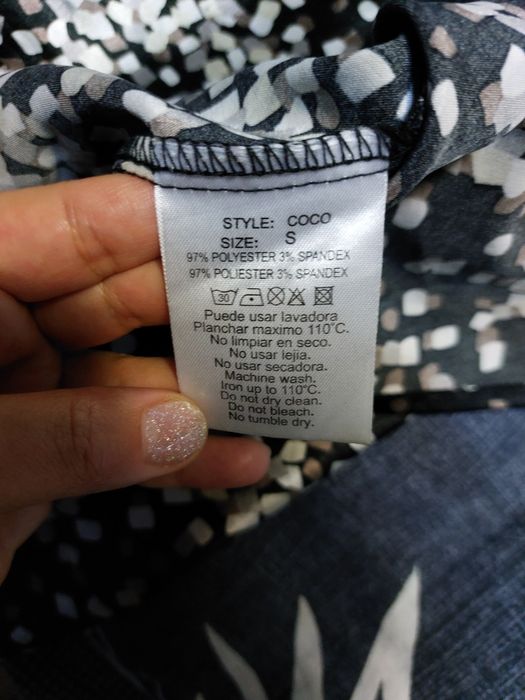 STYLE: COCO
SIZE: S
97% POLYESTER 3% SPANDEX
97% POLIESTER 3% SPANDEX
30
Puede usar lavadora
Planchar maximo 110°C.
No limpiar en seco.
No usar lejia.
No usar secadora.
Machine wash.
Iron up to 110°C.
Do not dry clean.
Do not bleach.
No tumble dry.